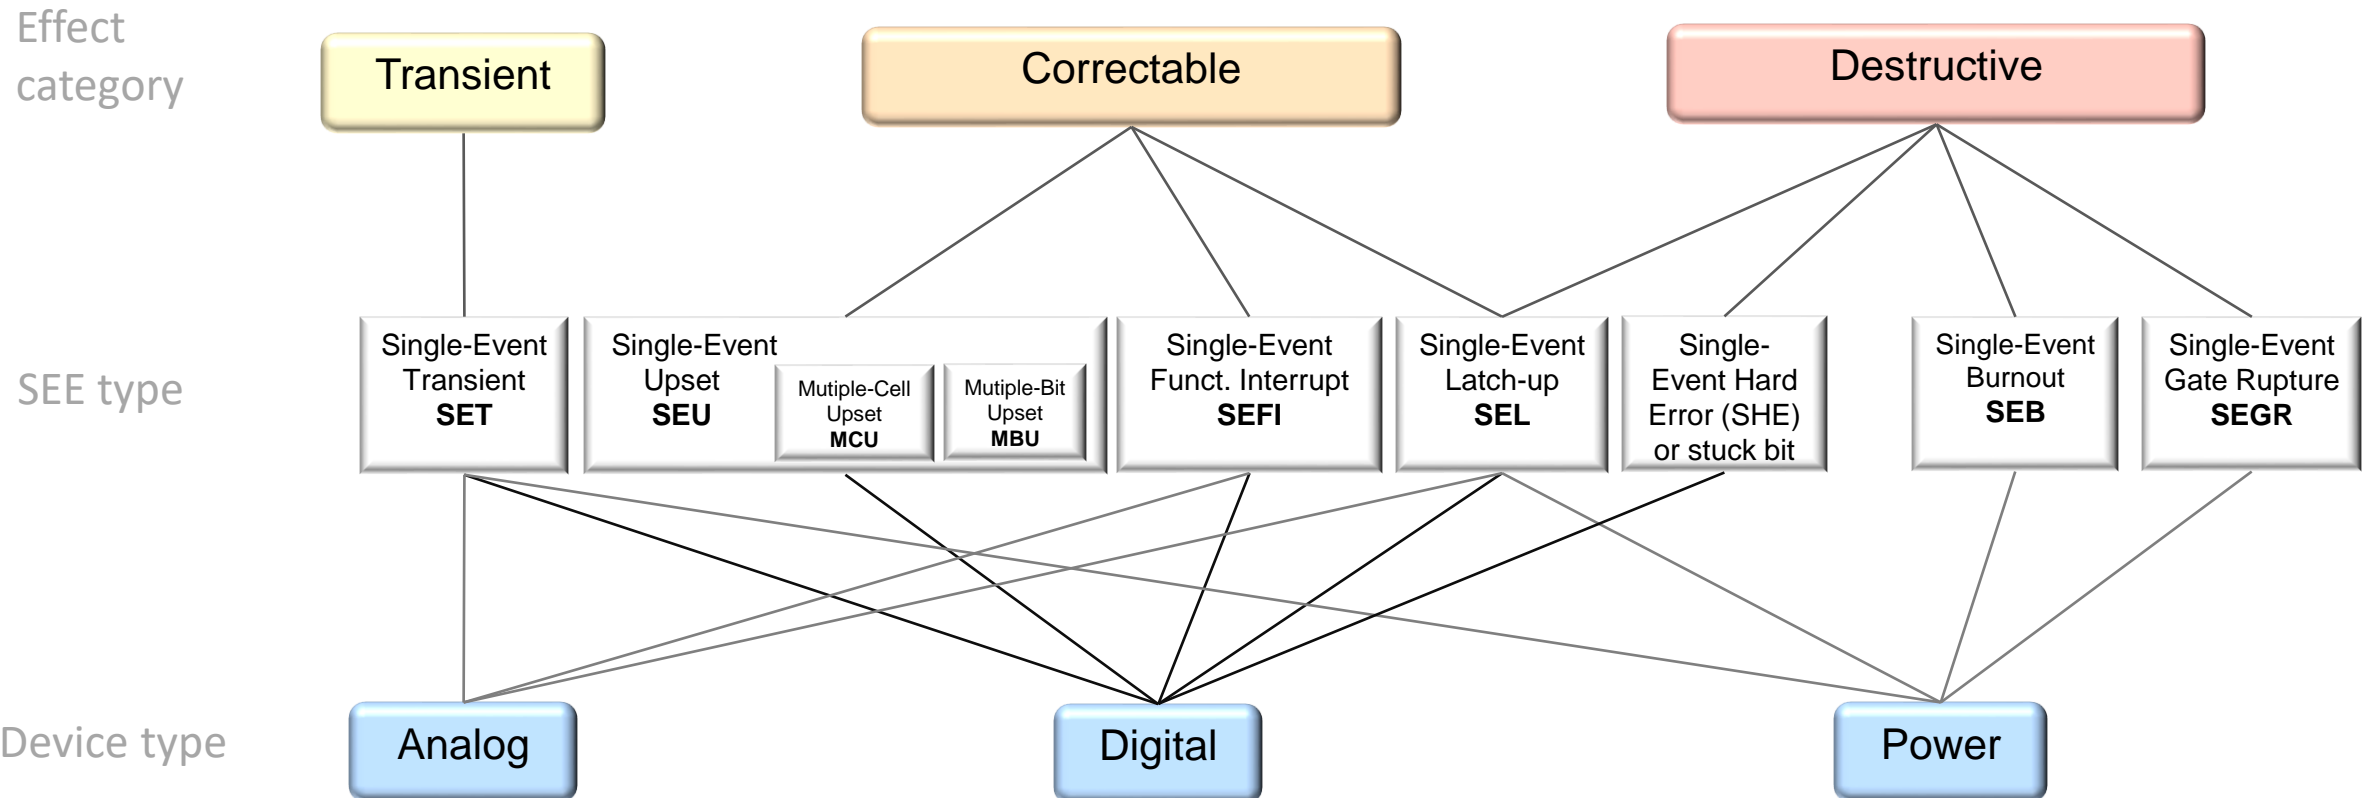 Effect
category
Transient
Correctable
Destructive
SEE type
Single-Event
Transient
SET
Single-Event
Upset
SEU
Mutiple-Cell
Upset
MCU
Mutiple-Bit
Upset
MBU
Single-Event
Funct. Interrupt
SEFI
Single-Event
Latch-up
SEL
Single-
Event Hard
Error (SHE)
or stuck bit
Single-Event
Burnout
SEB
Single-Event
Gate Rupture
SEGR
Device type
Analog
Digital
Power